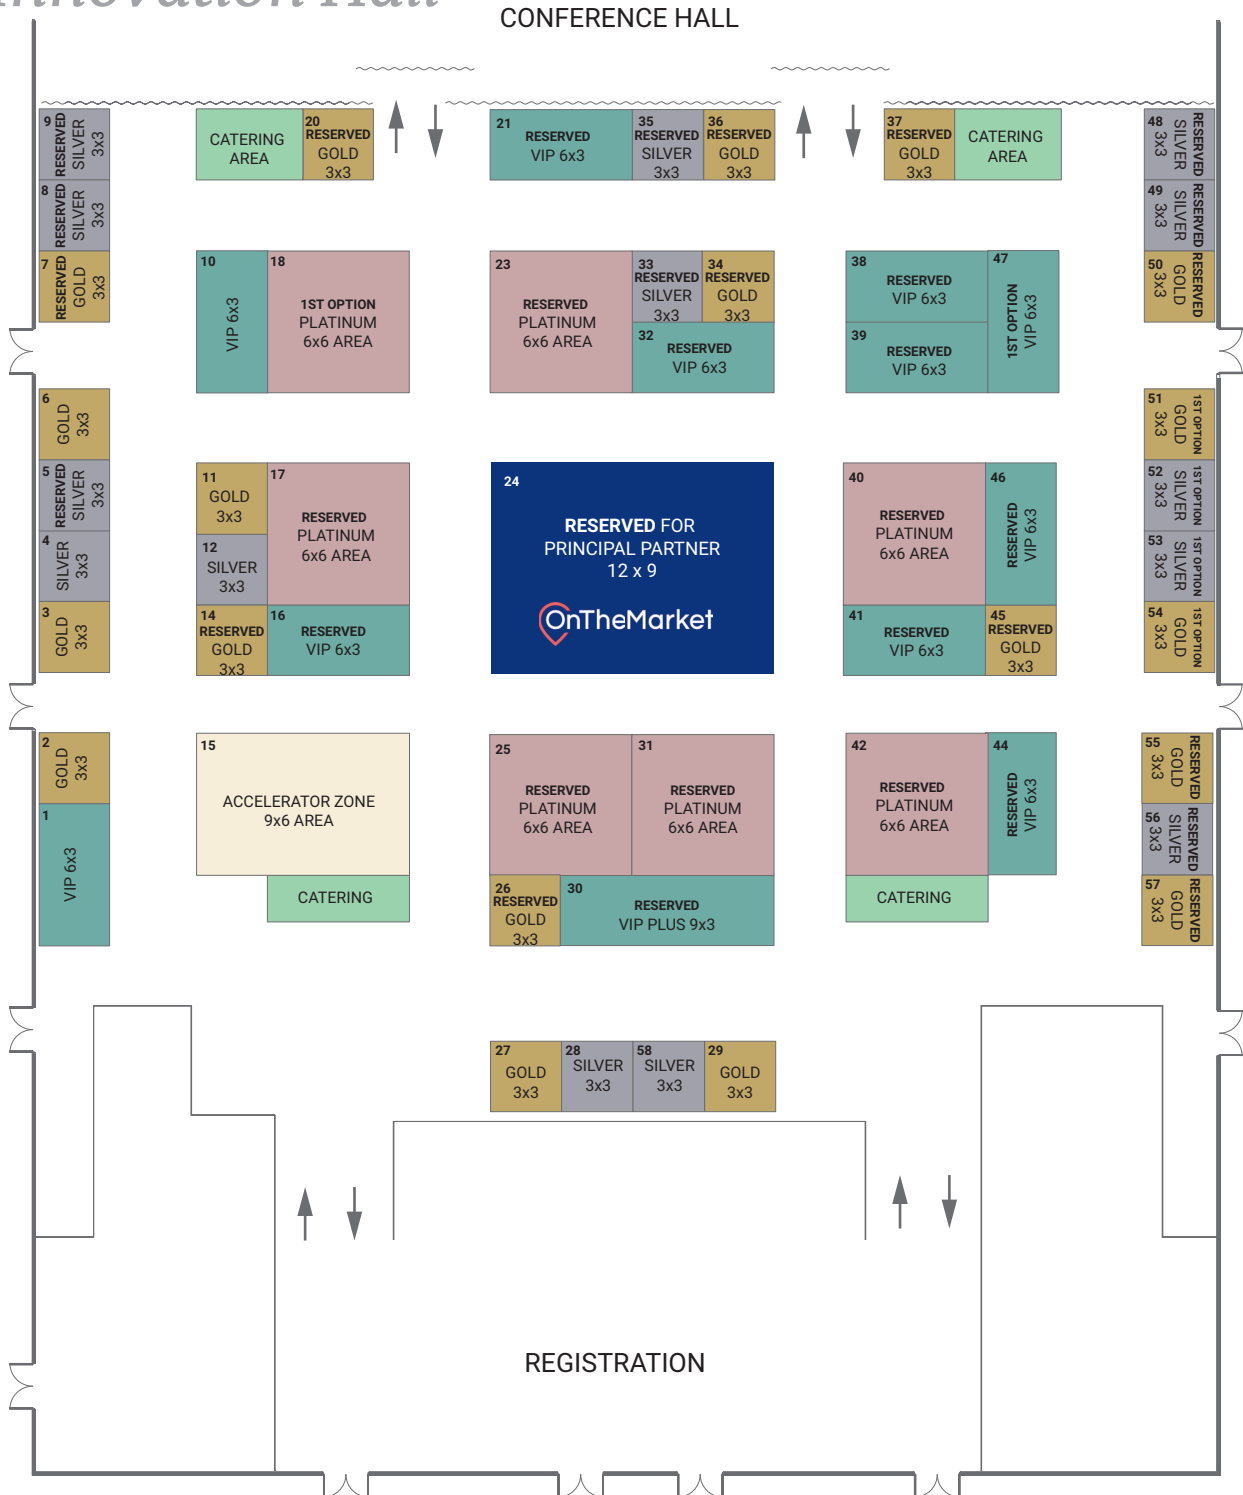 Innovation Hall
CONFERENCE HALL
9
RESERVED
SILVER
3x3
8
RESERVED
SILVER
3x3
7
RESERVED
GOLD
3x3
CATERING
AREA
20
RESERVED
GOLD
3x3
21
RESERVED
VIP 6x3
35
RESERVED
SILVER
3x3
36
RESERVED
GOLD
3x3
37
RESERVED
GOLD
3x3
CATERING
AREA
48
RESERVED
SILVER
3x3
49
RESERVED
SILVER
3x3
50
RESERVED
GOLD
3x3
10
VIP 6x3
18
1ST OPTION
PLATINUM
6x6 AREA
23
RESERVED
PLATINUM
6x6 AREA
33
RESERVED
SILVER
3x3
34
RESERVED
GOLD
3x3
32
RESERVED
VIP 6x3
38
RESERVED
VIP 6x3
39
RESERVED
VIP 6x3
47
1ST OPTION
VIP 6x3
6
GOLD
3x3
5
RESERVED
SILVER
3x3
4
SILVER
3x3
3
GOLD
3x3
11
GOLD
3x3
12
SILVER
3x3
14
RESERVED
GOLD
3x3
17
RESERVED
PLATINUM
6x6 AREA
16
RESERVED
VIP 6x3
24
RESERVED FOR
PRINCIPAL PARTNER
12 x 9
OnTheMarket
40
RESERVED
PLATINUM
6x6 AREA
46
RESERVED
VIP 6x3
41
RESERVED
VIP 6x3
45
RESERVED
GOLD
3x3
51
1ST OPTION
GOLD
3x3
52
1ST OPTION
SILVER
3x3
53
1ST OPTION
SILVER
3x3
54
1ST OPTION
GOLD
3x3
2
GOLD
3x3
1
VIP 6x3
15
ACCELERATOR ZONE
9x6 AREA
CATERING
25
RESERVED
PLATINUM
6x6 AREA
31
RESERVED
PLATINUM
6x6 AREA
26
RESERVED
GOLD
3x3
30
RESERVED
VIP PLUS 9x3
42
RESERVED
PLATINUM
6x6 AREA
44
RESERVED
VIP 6x3
CATERING
55
RESERVED
GOLD
3x3
56
RESERVED
SILVER
3x3
57
RESERVED
GOLD
3x3
27
GOLD
3x3
28
SILVER
3x3
58
SILVER
3x3
29
GOLD
3x3
REGISTRATION